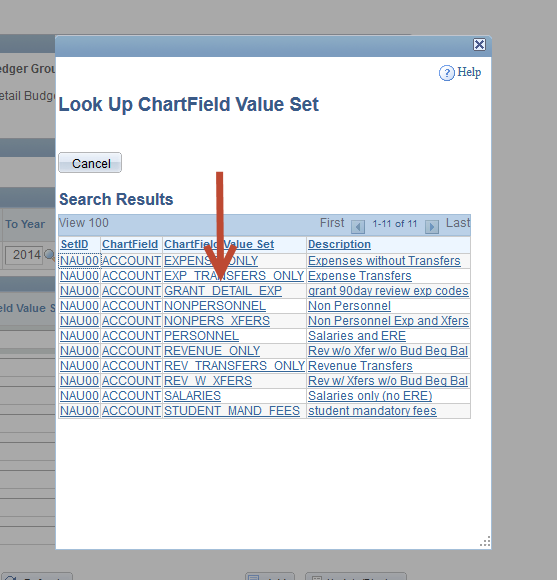 edger Grou
etail Budge
To Year
2014
eld Value S
Help
Look Up ChartField Value Set
Cancel
Search Results
View 100 First 1-11 of 11 Last
SetID ChartField ChartField Value Set Description
NAU00 ACCOUNT EXPENSE_ONLY Expenses without Transfers
NAU00 ACCOUNT EXP_TRANSFERS_ONLY Expense Transfers
NAU00 ACCOUNT GRANT_DETAIL_EXP grant 90day review exp codes
NAU00 ACCOUNT NONPERSONNEL Non Personnel
NAU00 ACCOUNT NONPERS_XFERS Non Personnel Exp and Xfers
NAU00 ACCOUNT PERSONNEL Salaries and ERE
NAU00 ACCOUNT REVENUE_ONLY Rev w/o Xfer w/o Bud Beg Bal
NAU00 ACCOUNT REV_TRANSFERS_ONLY Revenue Transfers
NAU00 ACCOUNT REV_W_XFERS Rev w/ Xfers w/o Bud Beg Bal
NAU00 ACCOUNT SALARIES Salaries only (no ERE)
NAU00 ACCOUNT STUDENT_MAND_FEES student mandatory fees